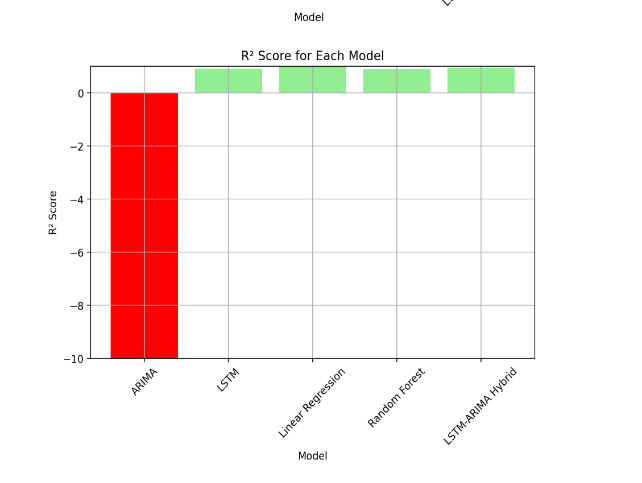 Model
R² Score for Each Model
R² Score
0
−2
−4
−6
−8
−10
ARIMA
LSTM
Linear Regression
Random Forest
LSTM-ARIMA Hybrid
Model